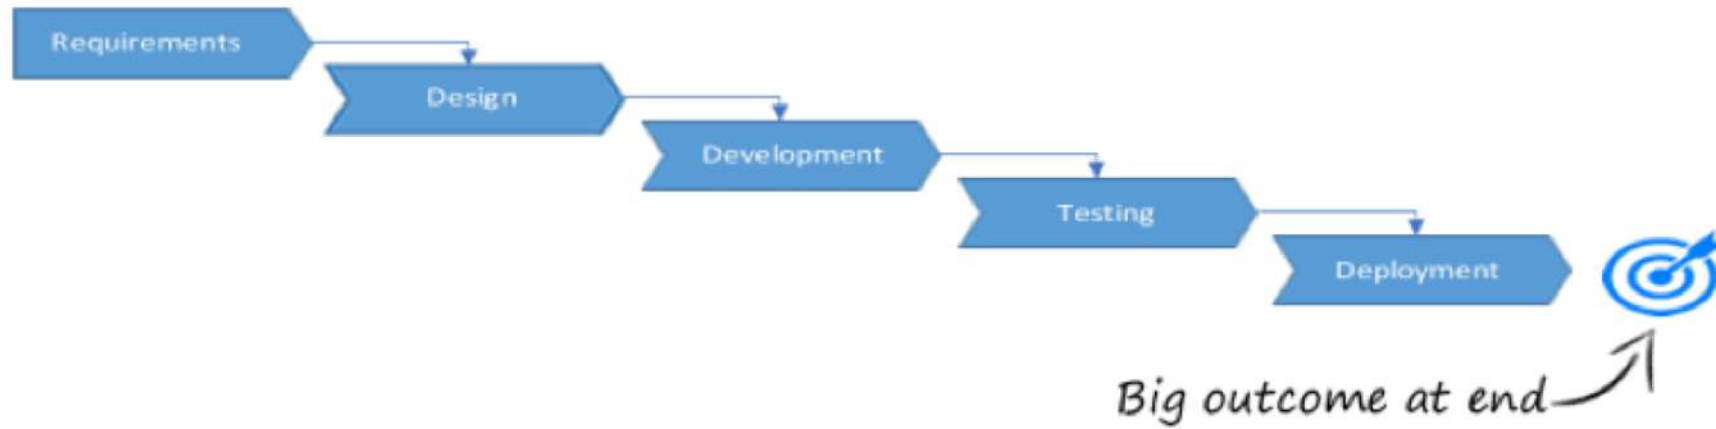 Requirements
Design
Development
Testing
Deployment
Big outcome at end